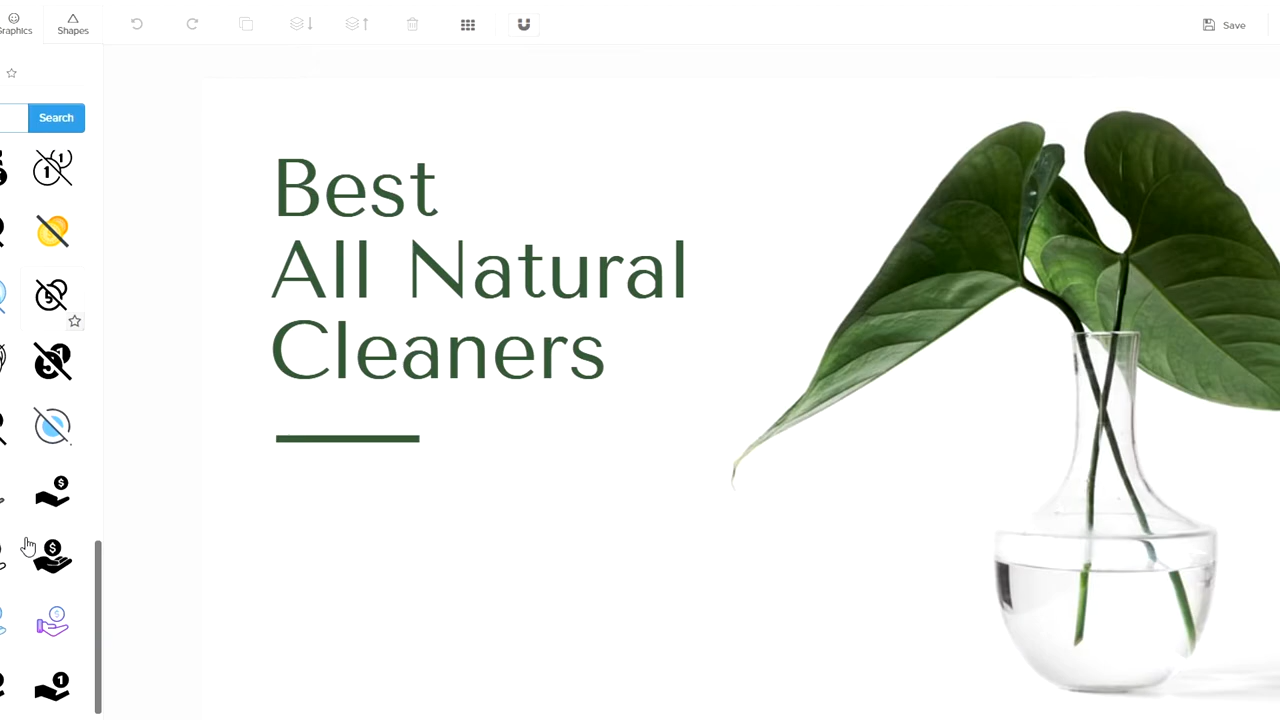 Graphics
Shapes
Save
Search
Best
All Natural
Cleaners